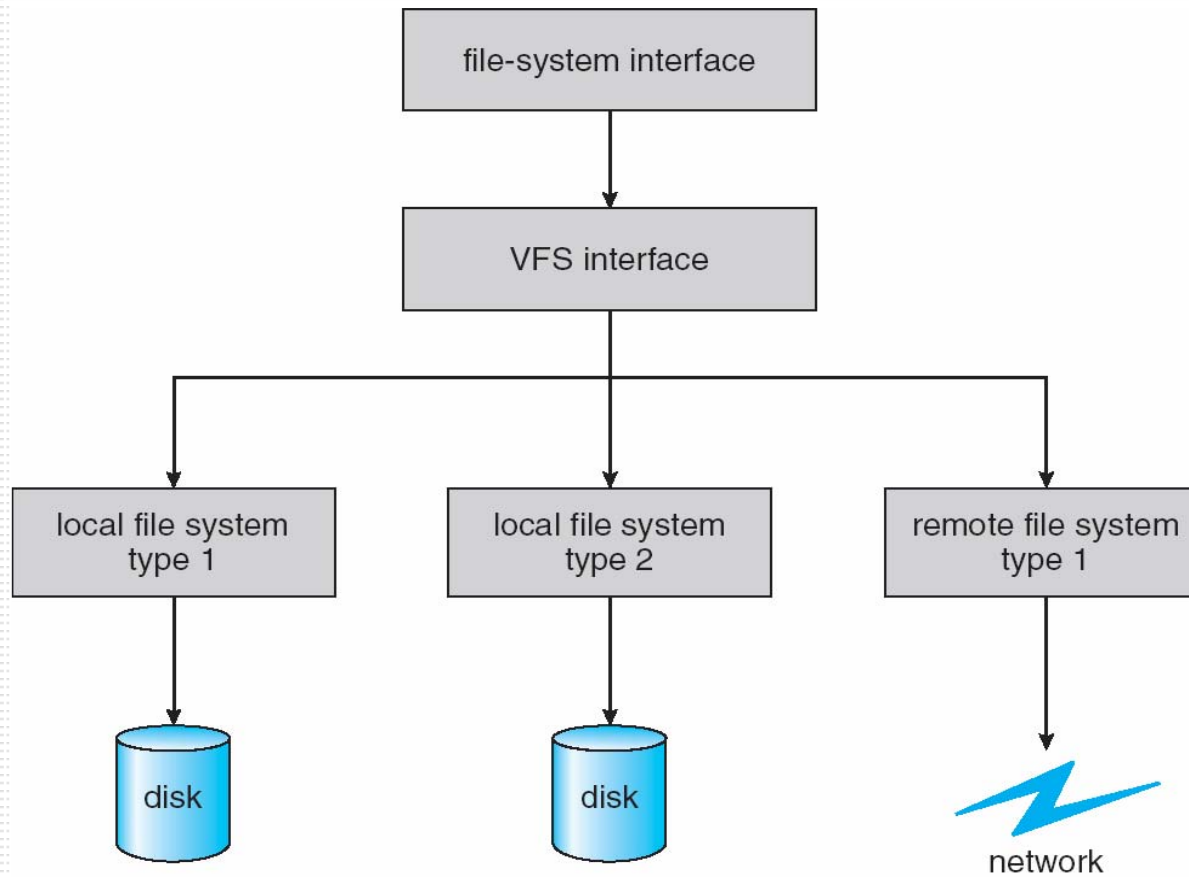 file-system interface
VFS interface
local file system
type 1
local file system
type 2
remote file system
type 1
disk
disk
network